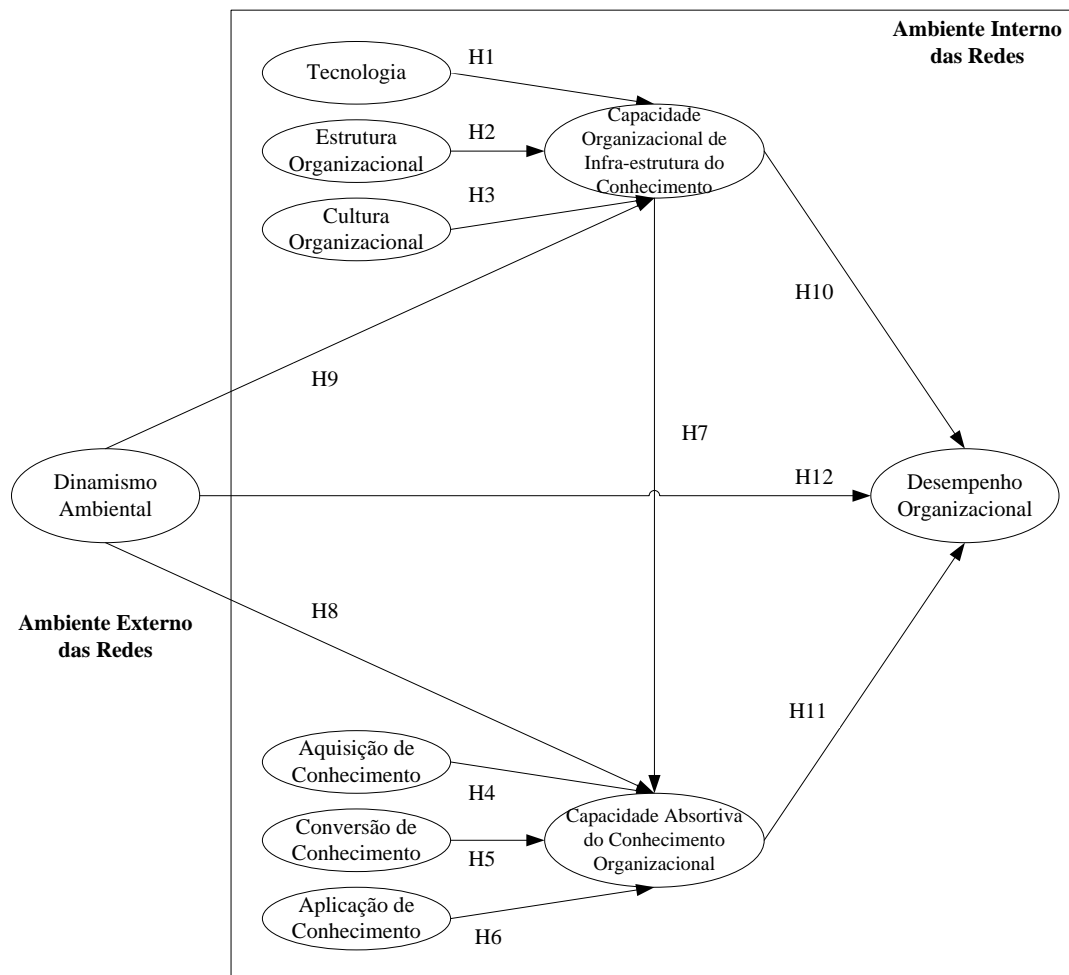 Ambiente Interno
das Redes
H1
Tecnologia
Capacidade
Organizacional de
Infra-estrutura do
Conhecimento
H2
Estrutura
Organizacional
H3
Cultura
Organizacional
H10
H9
H7
Dinamismo
Ambiental
H12
Desempenho
Organizacional
H8
Ambiente Externo
das Redes
H11
Aquisição de
Conhecimento
H4
Conversão de
Conhecimento
H5
Capacidade Absortiva
do Conhecimento
Organizacional
Aplicação de
Conhecimento
H6